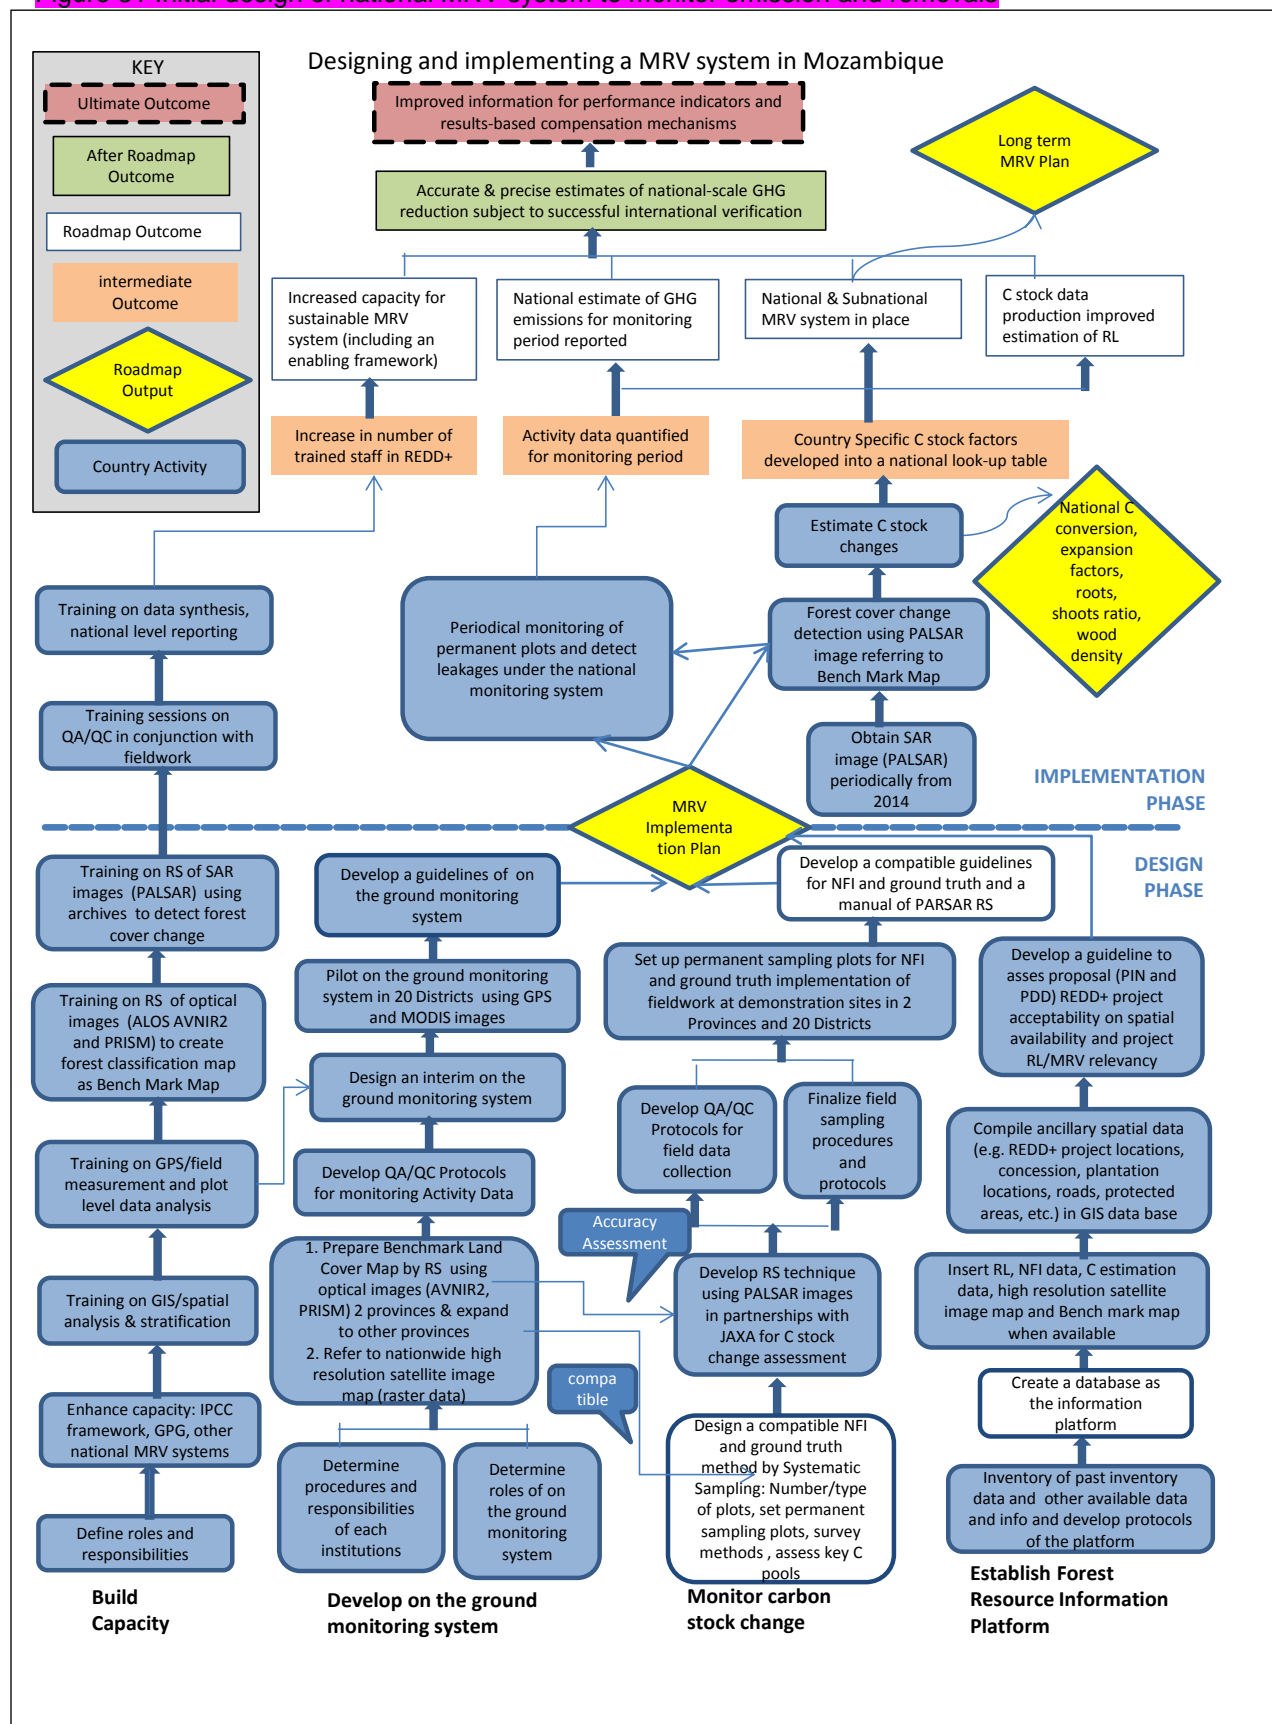 Figure 31 Initial design of national MRV system to monitor emission and removals
Designing and implementing a MRV system in Mozambique
KEY
Ultimate Outcome
After Roadmap
Outcome
Roadmap Outcome
intermediate
Outcome
Roadmap
Output
Country Activity
Improved information for performance indicators and
results-based compensation mechanisms
Long term
MRV Plan
Accurate & precise estimates of national-scale GHG
reduction subject to successful international verification
Increased capacity for
sustainable MRV
system (including an
enabling framework)
National estimate of GHG
emissions for monitoring
period reported
National & Subnational
MRV system in place
C stock data
production improved
estimation of RL
Increase in number of
trained staff in REDD+
Activity data quantified
for monitoring period
Country Specific C stock factors
developed into a national look-up table
Estimate C stock
changes
National C
conversion,
expansion
factors,
roots,
shoots ratio,
wood
density
Training on data synthesis,
national level reporting
Periodical monitoring of
permanent plots and detect
leakages under the national
monitoring system
Forest cover change
detection using PALSAR
image referring to
Bench Mark Map
Training sessions on
QA/QC in conjunction with
fieldwork
Obtain SAR
image (PALSAR)
periodically from
2014
IMPLEMENTATION
PHASE
MRV
Implementa
tion Plan
DESIGN
PHASE
Training on RS of SAR
images (PALSAR) using
archives to detect forest
cover change
Develop a guidelines of on
the ground monitoring
system
Develop a compatible guidelines
for NFI and ground truth and a
manual of PARSAR RS
Training on RS of optical
images (ALOS AVNIR2
and PRISM) to create
forest classification map
as Bench Mark Map
Pilot on the ground monitoring
system in 20 Districts using GPS
and MODIS images
Set up permanent sampling plots for NFI
and ground truth implementation of
fieldwork at demonstration sites in 2
Provinces and 20 Districts
Develop a guideline to
asses proposal (PIN and
PDD) REDD+ project
acceptability on spatial
availability and project
RL/MRV relevancy
Design an interim on the
ground monitoring system
Develop QA/QC
Protocols for
field data
collection
Finalize field
sampling
procedures
and
protocols
Training on GPS/field
measurement and plot
level data analysis
Develop QA/QC Protocols
for monitoring Activity Data
Compile ancillary spatial data
(e.g. REDD+ project locations,
concession, plantation
locations, roads, protected
areas, etc.) in GIS data base
Accuracy
Assessment
1. Prepare Benchmark Land
Cover Map by RS using
optical images (AVNIR2,
PRISM) 2 provinces & expand
to other provinces
2. Refer to nationwide high
resolution satellite image
map (raster data)
Develop RS technique
using PALSAR images
in partnerships with
JAXA for C stock
change assessment
Insert RL, NFI data, C estimation
data, high resolution satellite
image map and Bench mark map
when available
Training on GIS/spatial
analysis & stratification
compa
tible
Create a database as
the information
platform
Enhance capacity: IPCC
framework, GPG, other
national MRV systems
Determine
procedures and
responsibilities
of each
institutions
Determine
roles of on
the ground
monitoring
system
Design a compatible NFI
and ground truth
method by Systematic
Sampling: Number/type
of plots, set permanent
sampling plots, survey
methods , assess key C
pools
Inventory of past inventory
data and other available data
and info and develop protocols
of the platform
Define roles and
responsibilities
Build
Capacity
Develop on the ground
monitoring system
Monitor carbon
stock change
Establish Forest
Resource Information
Platform